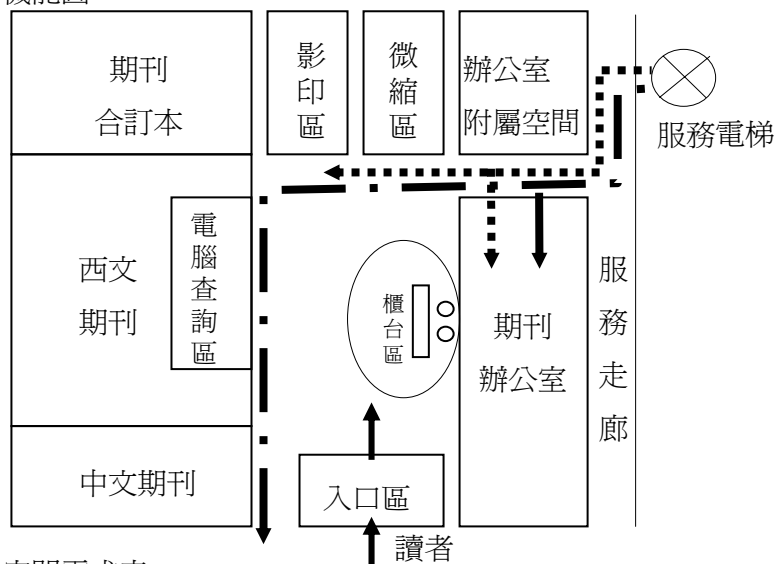 期刊
合訂本
影印區
微縮區
辦公室
附屬空間
服務電梯
西文
期刊
電腦查詢區
櫃台區
期刊
辦公室
服務走廊
中文期刊
入口區
讀者